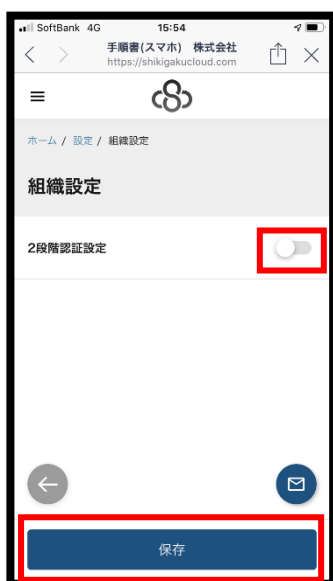 SoftBank 4G 15:54
手順書(スマホ) 株式会社
https://shikigakucloud.com
ホーム / 設定 / 組織設定
組織設定
2段階認証設定
保存